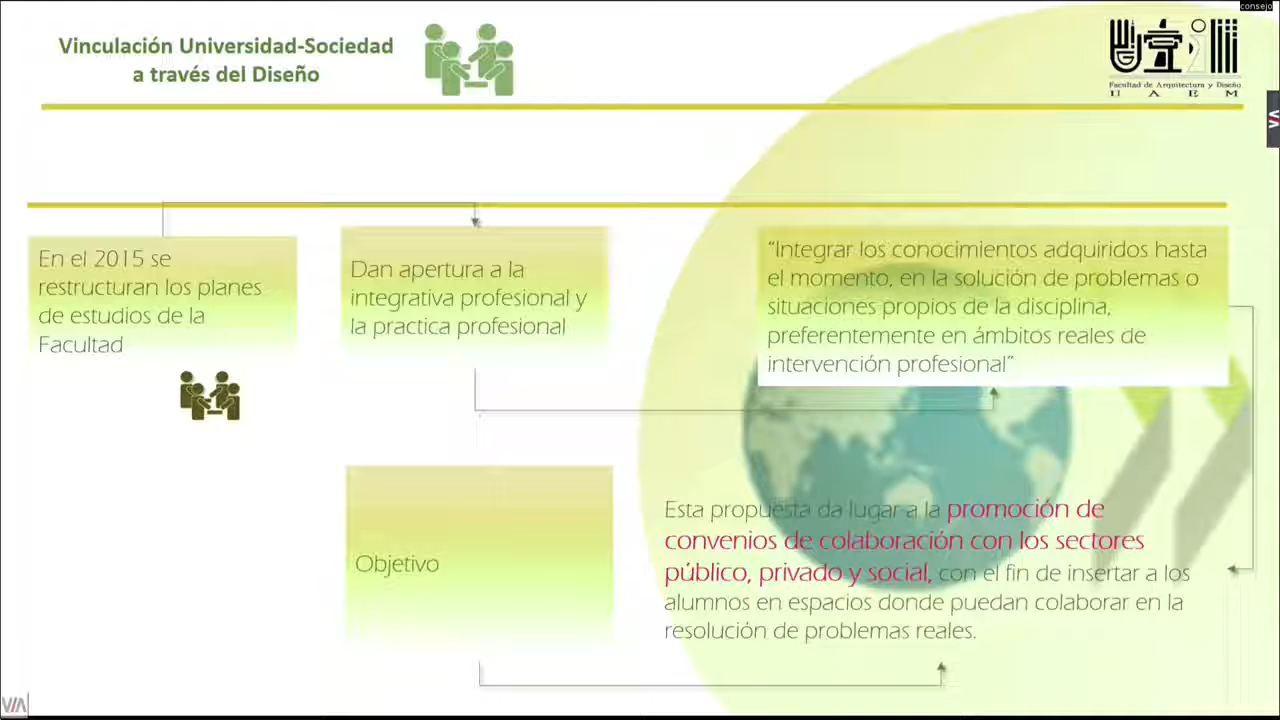 consejo
Vinculación Universidad-Sociedad
a través del Diseño
Facultad de Arquitectura y Diseño
U A E M
En el 2015 se
restructuran los planes
de estudios de la
Facultad
Dan apertura a la
integrativa profesional y
la practica profesional
“Integrar los conocimientos adquiridos hasta
el momento, en la solución de problemas o
situaciones propios de la disciplina,
preferentemente en ámbitos reales de
intervención profesional”
Objetivo
Esta propuesta da lugar a la promoción de
convenios de colaboración con los sectores
público, privado y social, con el fin de insertar a los
alumnos en espacios donde puedan colaborar en la
resolución de problemas reales.
VIA